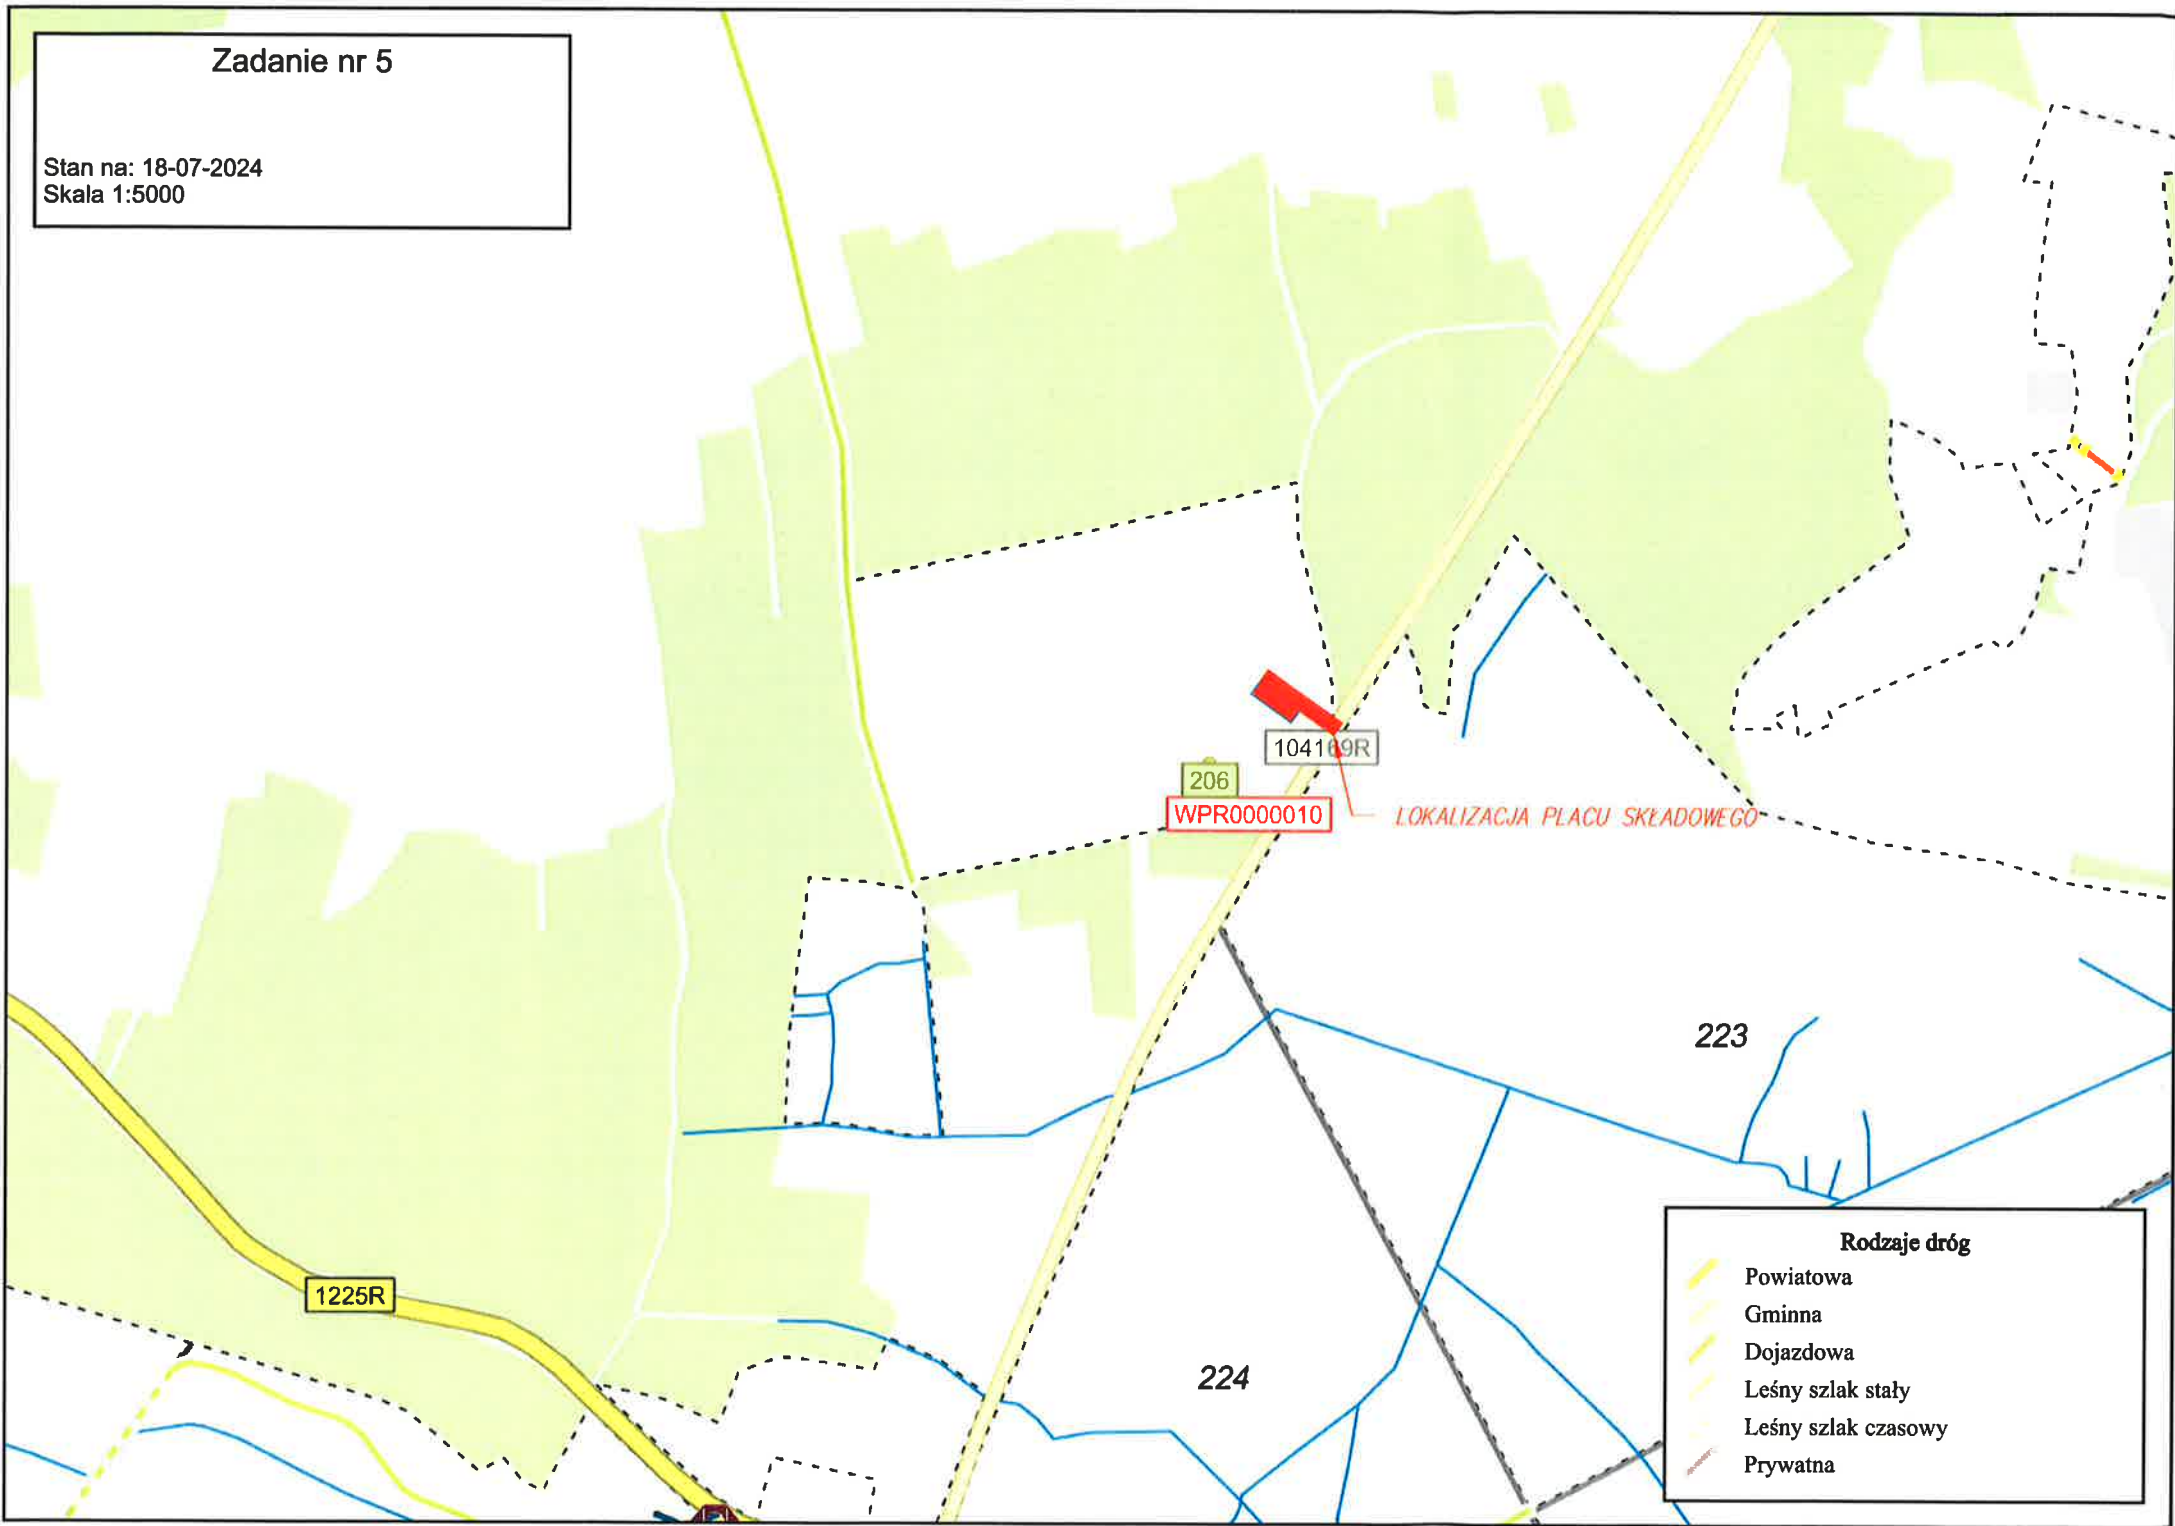 Zadanie nr 5
Stan na: 18-07-2024
Skala 1:5000
104169R
206
WPR0000010
LOKALIZACJA PLACU SKŁADOWEGO
223
1225R
224
Rodzaje dróg
Powiatowa
Gminna
Dojazdowa
Leśny szlak stały
Leśny szlak czasowy
Prywatna